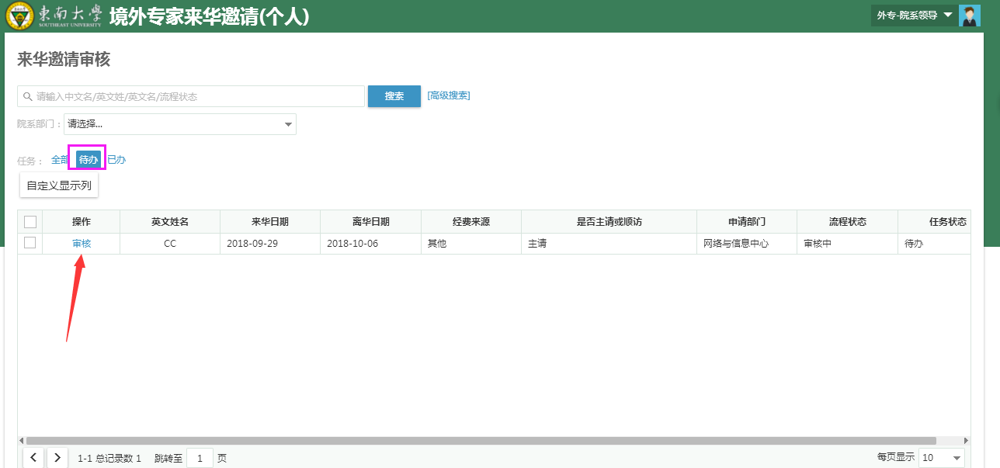 東南大學 境外专家来华邀请(个人) 外专-院系领导
SOUTHEAST UNIVERSITY
来华邀请审核
请输入中文名/英文姓/英文名/流程状态 搜索 [高级搜索]
院系部门： 请选择...
任务： 全部 待办 已办
自定义显示列
操作 英文姓名 来华日期 离华日期 经费来源 是否主请或顺访 申请部门 流程状态 任务状态
审核 CC 2018-09-29 2018-10-06 其他 主请 网络与信息中心 审核中 待办
1-1 总记录数 1 跳转至 1 页 每页显示 10